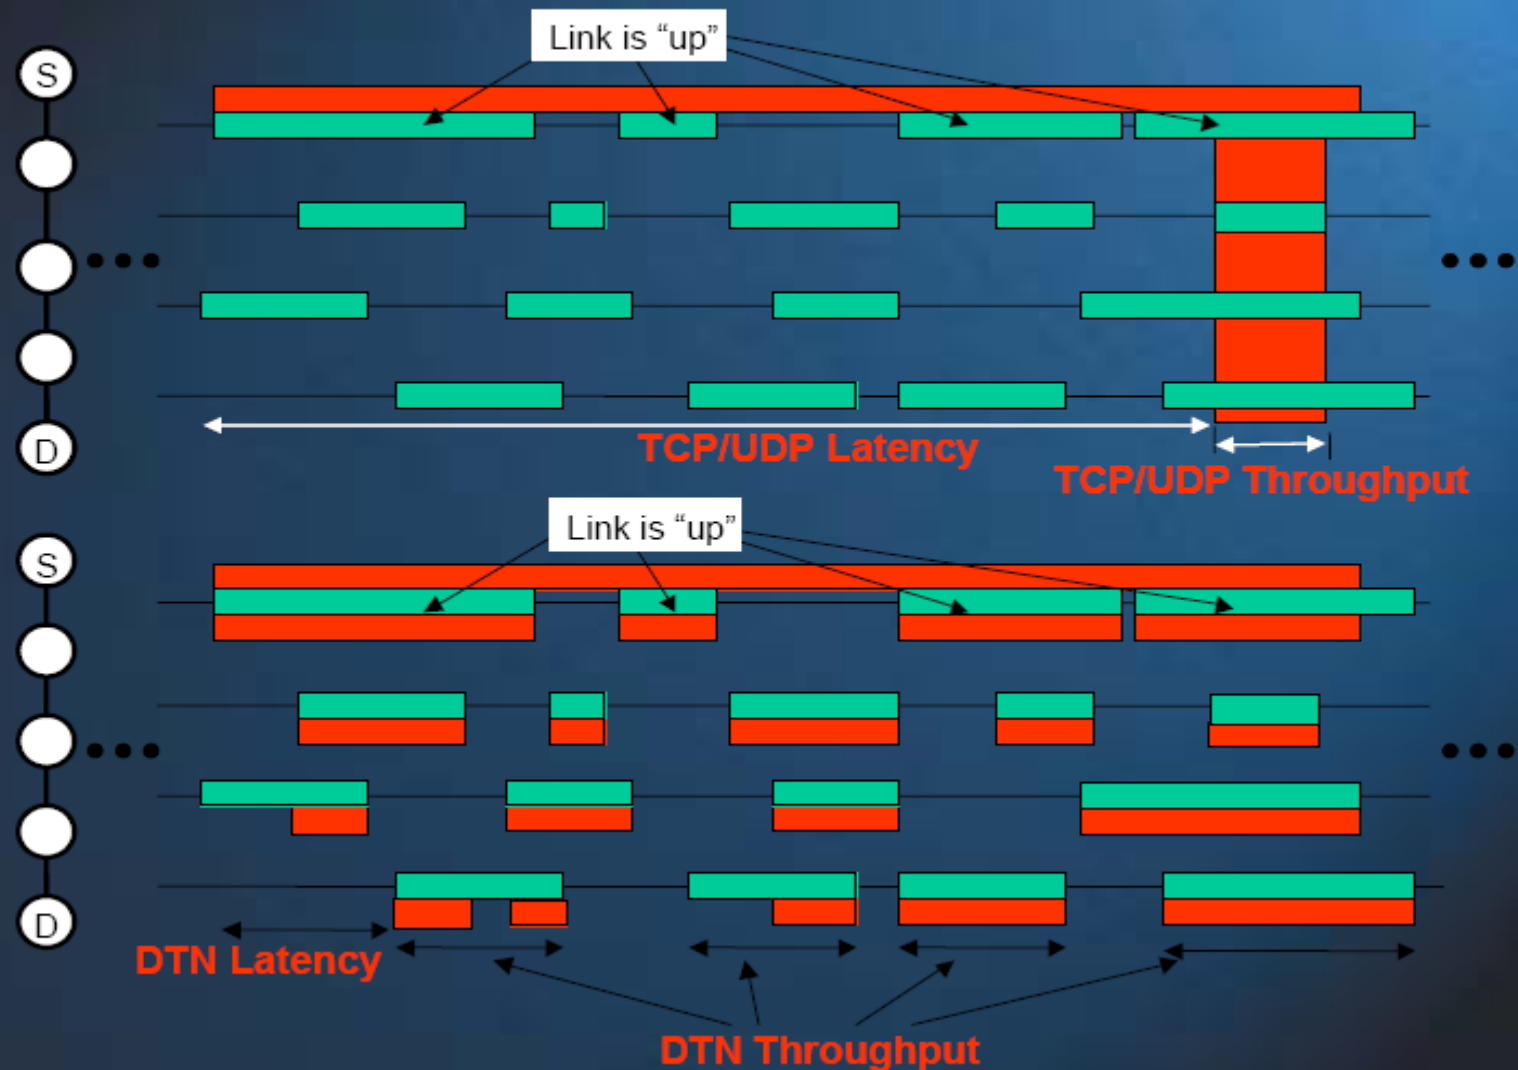 Link is “up”
S
D
TCP/UDP Latency
TCP/UDP Throughput
Link is “up”
S
D
DTN Latency
DTN Throughput